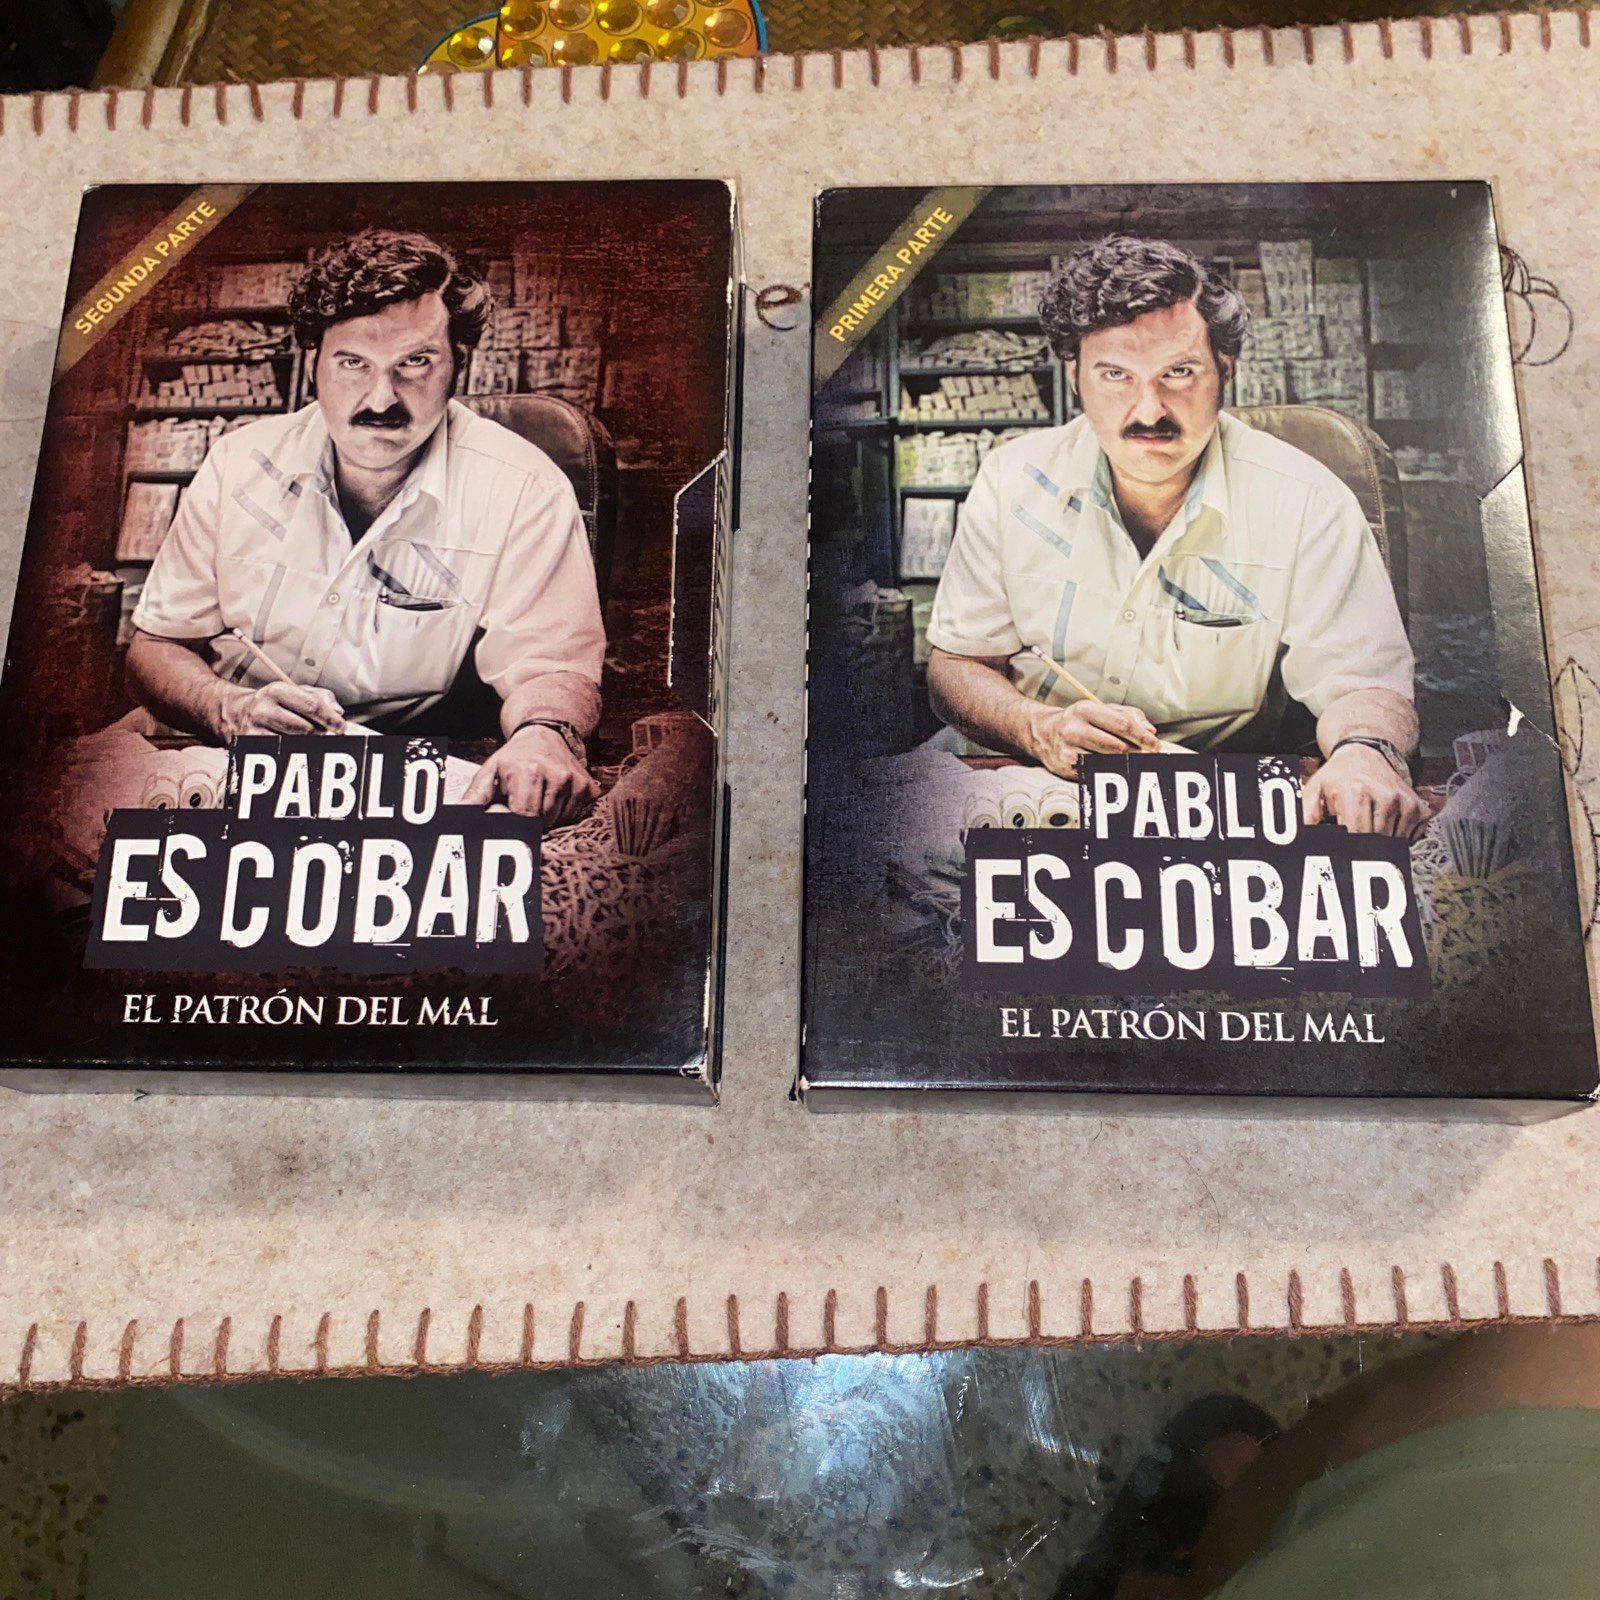 SEGUNDA PARTE
PABLO
ESCOBAR
EL PATRÓN DEL MAL
PRIMERA PARTE
PABLO
ESCOBAR
EL PATRÓN DEL MAL